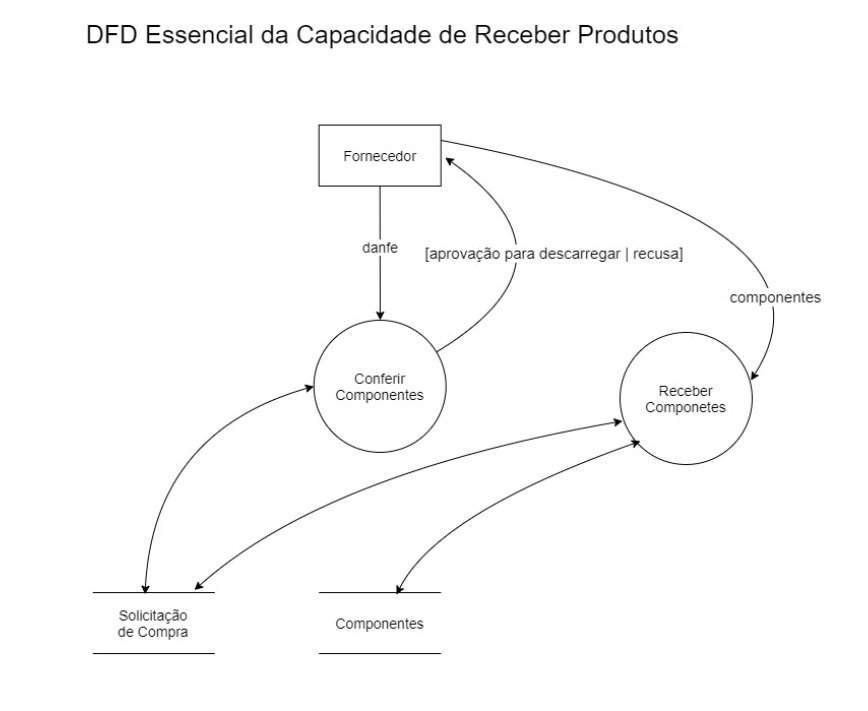 DFD Essencial da Capacidade de Receber Produtos
Fornecedor
danfe
[aprovação para descarregar | recusa]
componentes
Conferir
Componentes
Receber
Componetes
Solicitação
de Compra
Componentes